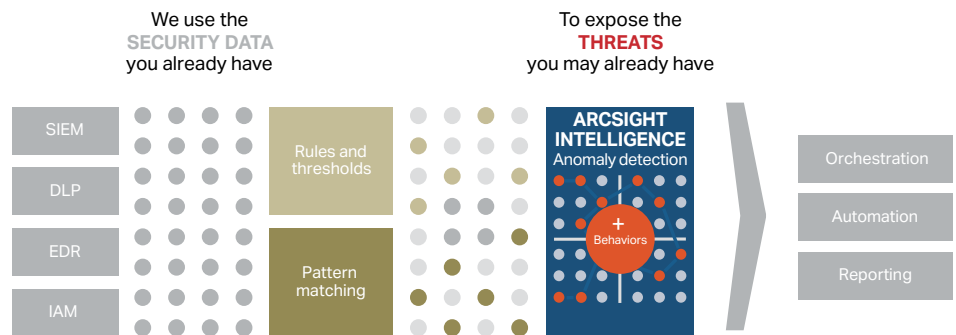 We use the
SECURITY DATA
you already have
To expose the
THREATS
you may already have
SIEM
DLP
EDR
IAM
Rules and
thresholds
Pattern
matching
ARCSIGHT
INTELLIGENCE
Anomaly detection
+
Behaviors
Orchestration
Automation
Reporting